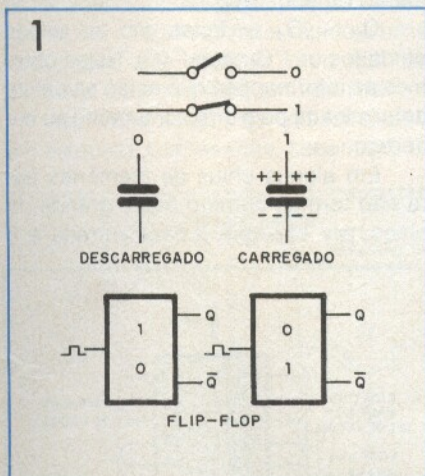 1
0
1
0 1
+ + + +
- - - -
DESCARREGADO CARREGADO
1 Q 0 Q
0 Q̅ 1 Q̅
FLIP-FLOP